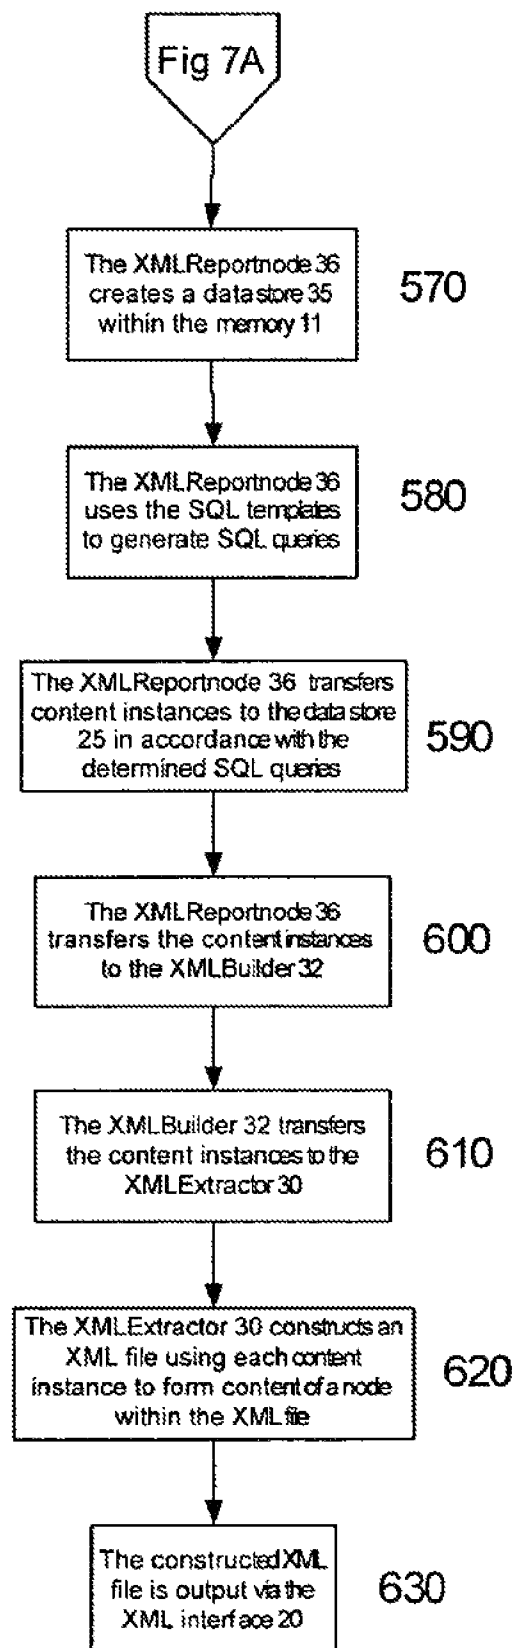 Fig 7A
The XMLReportnode 36
creates a datastore 35
within the memory 11
570
The XMLReportnode 36
uses the SQL templates
to generate SQL queries
580
The XMLReportnode 36 transfers
content instances to the data store
25 in accordance with the
determined SQL queries
590
The XMLReportnode 36
transfers the content instances
to the XMLBuilder 32
600
The XMLBuilder 32 transfers
the content instances to the
XMLExtractor 30
610
The XMLExtractor 30 constructs an
XML file using each content
instance to form content of a node
within the XML file
620
The constructed XML
file is output via the
XML interface 20
630